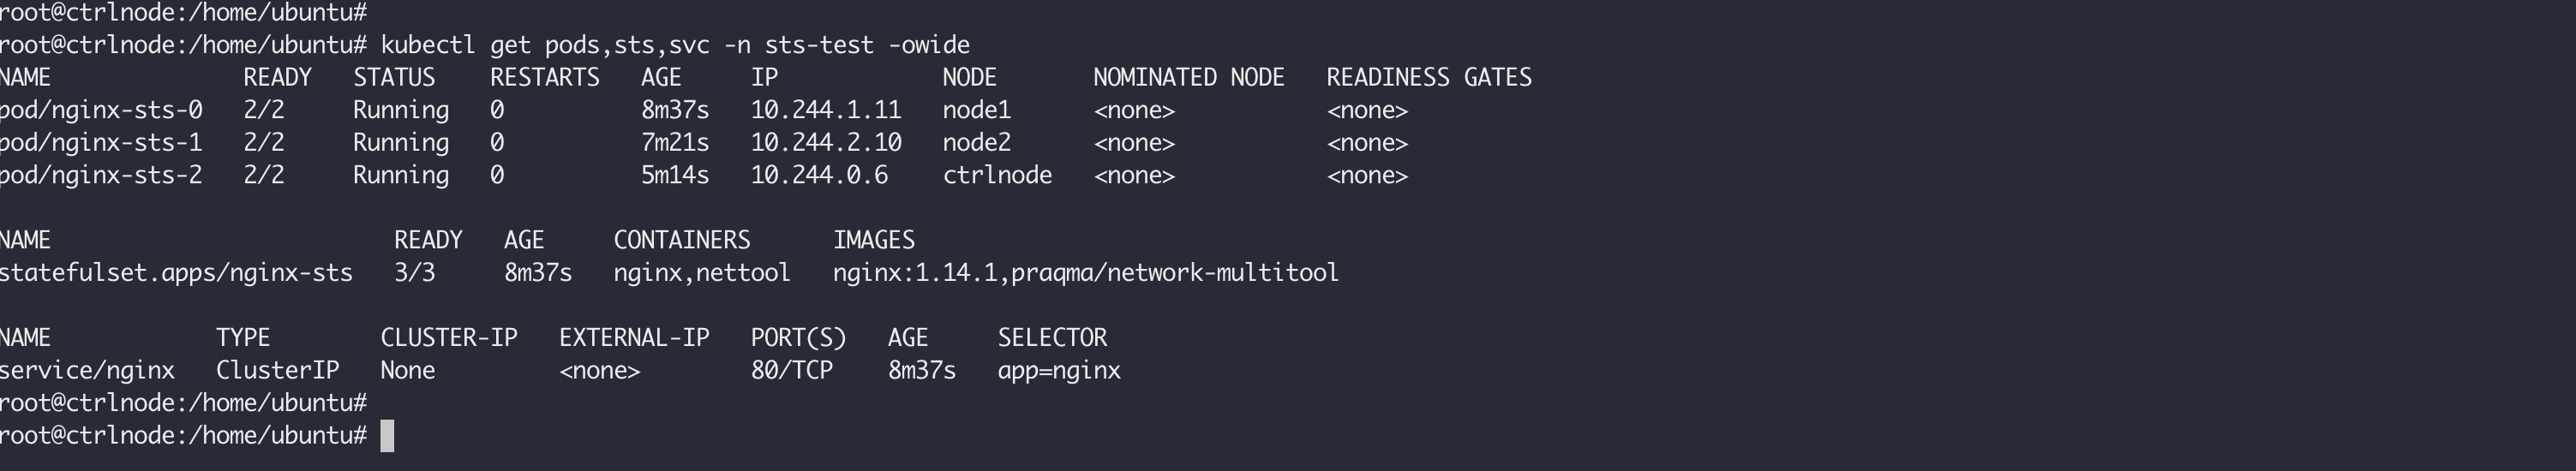 root@ctrlnode:/home/ubuntu#
root@ctrlnode:/home/ubuntu# kubectl get pods,sts,svc -n sts-test -owide
NAME              READY   STATUS    RESTARTS   AGE     IP            NODE       NOMINATED NODE   READINESS GATES
pod/nginx-sts-0   2/2     Running   0          8m37s   10.244.1.11   node1      <none>           <none>
pod/nginx-sts-1   2/2     Running   0          7m21s   10.244.2.10   node2      <none>           <none>
pod/nginx-sts-2   2/2     Running   0          5m14s   10.244.0.6    ctrlnode   <none>           <none>
NAME                         READY   AGE     CONTAINERS      IMAGES
statefulset.apps/nginx-sts   3/3     8m37s   nginx,nettool   nginx:1.14.1,praqma/network-multitool
NAME            TYPE        CLUSTER-IP   EXTERNAL-IP   PORT(S)   AGE     SELECTOR
service/nginx   ClusterIP   None         <none>        80/TCP    8m37s   app=nginx
root@ctrlnode:/home/ubuntu#
root@ctrlnode:/home/ubuntu#